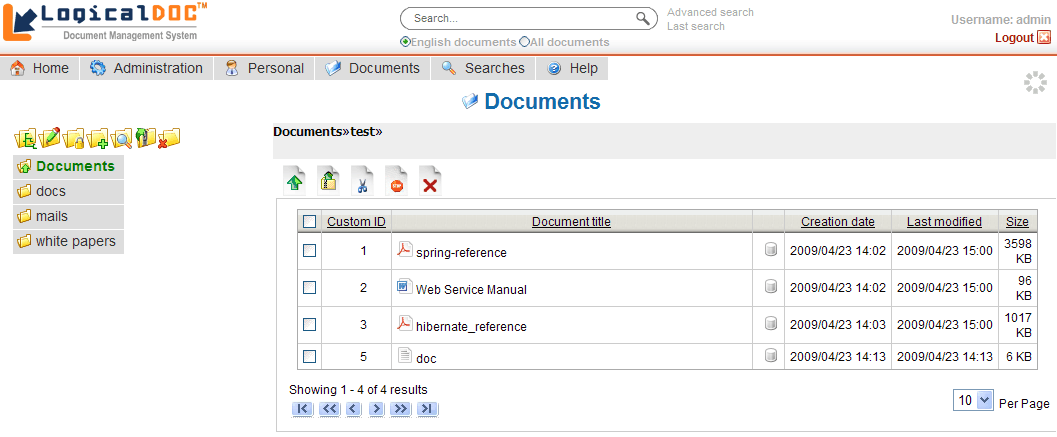 LogicalDOC™
Document Management System
Search...
Advanced search
Last search
English documents All documents
Username: admin
Logout
Home Administration Personal Documents Searches Help
Documents
Documents»test»
Documents
docs
mails
white papers
Custom ID Document title Creation date Last modified Size
1 spring-reference 2009/04/23 14:02 2009/04/23 15:00 3598 KB
2 Web Service Manual 2009/04/23 14:02 2009/04/23 15:00 96 KB
3 hibernate_reference 2009/04/23 14:03 2009/04/23 15:00 1017 KB
5 doc 2009/04/23 14:13 2009/04/23 14:13 6 KB
Showing 1 - 4 of 4 results
10 Per Page